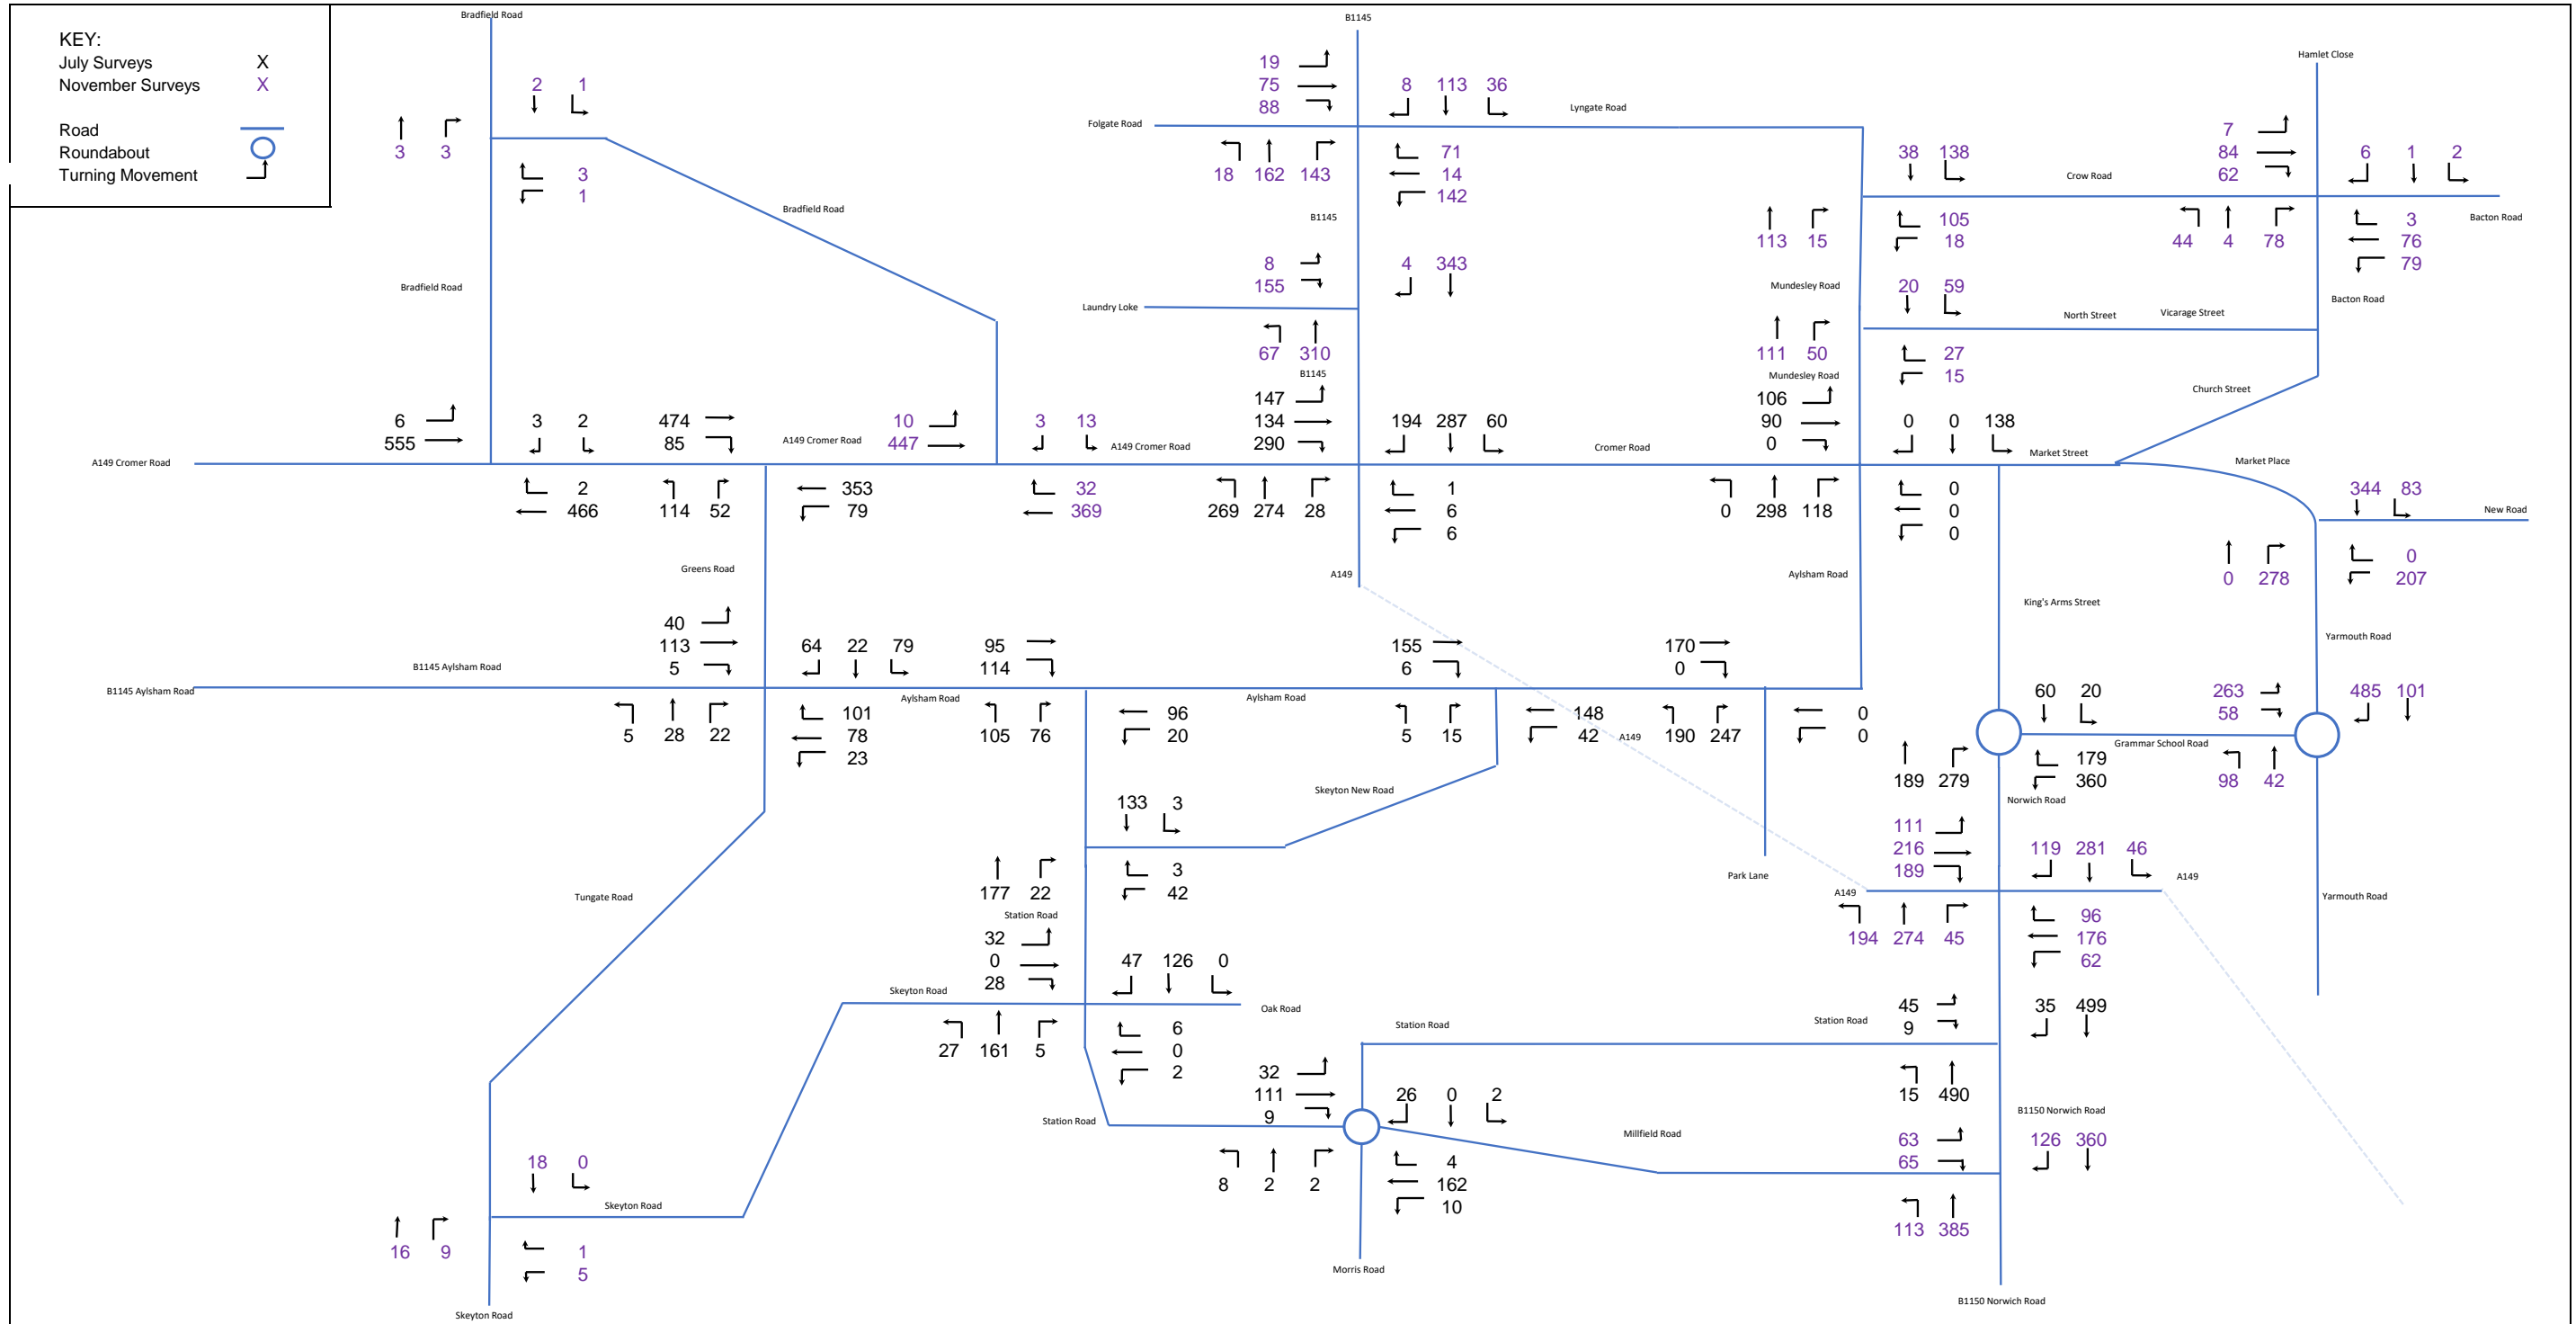 KEY:
July Surveys X
November Surveys X
Road
Roundabout
Turning Movement
Bradfield Road
2 1
3 3
3
1
Bradfield Road
Bradfield Road
B1145
19
75
88
8 113 36
Lyngate Road
Folgate Road
18 162 143
71
14
142
B1145
8
155
4 343
Laundry Loke
67 310
B1145
Hamlet Close
38 138
Crow Road
7
84
62
6 1 2
113 15
105
18
44 4 78
3
76
79
Bacton Road
Bacton Road
Mundesley Road
20 59
North Street
Vicarage Street
111 50
27
15
Mundesley Road
Church Street
6
555
3 2
474
85
A149 Cromer Road
10
447
3 13
A149 Cromer Road
147
134
290
194 287 60
Cromer Road
106
90
0
0 0 138
Market Street
Market Place
A149 Cromer Road
2
466
114 52
353
79
32
369
269 274 28
1
6
6
0 298 118
0
0
0
344 83
New Road
0 278
0
207
Greens Road
A149
Aylsham Road
King's Arms Street
Yarmouth Road
40
113
5
B1145 Aylsham Road
64 22 79
95
114
155
6
170
0
B1145 Aylsham Road
Aylsham Road
Aylsham Road
5 28 22
101
78
23
105 76
96
20
5 15
148
42
A149
190 247
0
0
60 20
263
58
485 101
Grammar School Road
189 279
179
360
98 42
Norwich Road
133 3
Skeyton New Road
177 22
3
42
Station Road
Park Lane
Tungate Road
111
216
189
119 281 46
A149
A149
194 274 45
96
176
62
Yarmouth Road
32
0
28
47 126 0
Skeyton Road
Oak Road
27 161 5
6
0
2
Station Road
Station Road
45
9
35 499
15 490
B1150 Norwich Road
32
111
9
26 0 2
Station Road
Millfield Road
8 2 2
4
162
10
63
65
126 360
113 385
18 0
Skeyton Road
16 9
1
5
Skeyton Road
Morris Road
B1150 Norwich Road